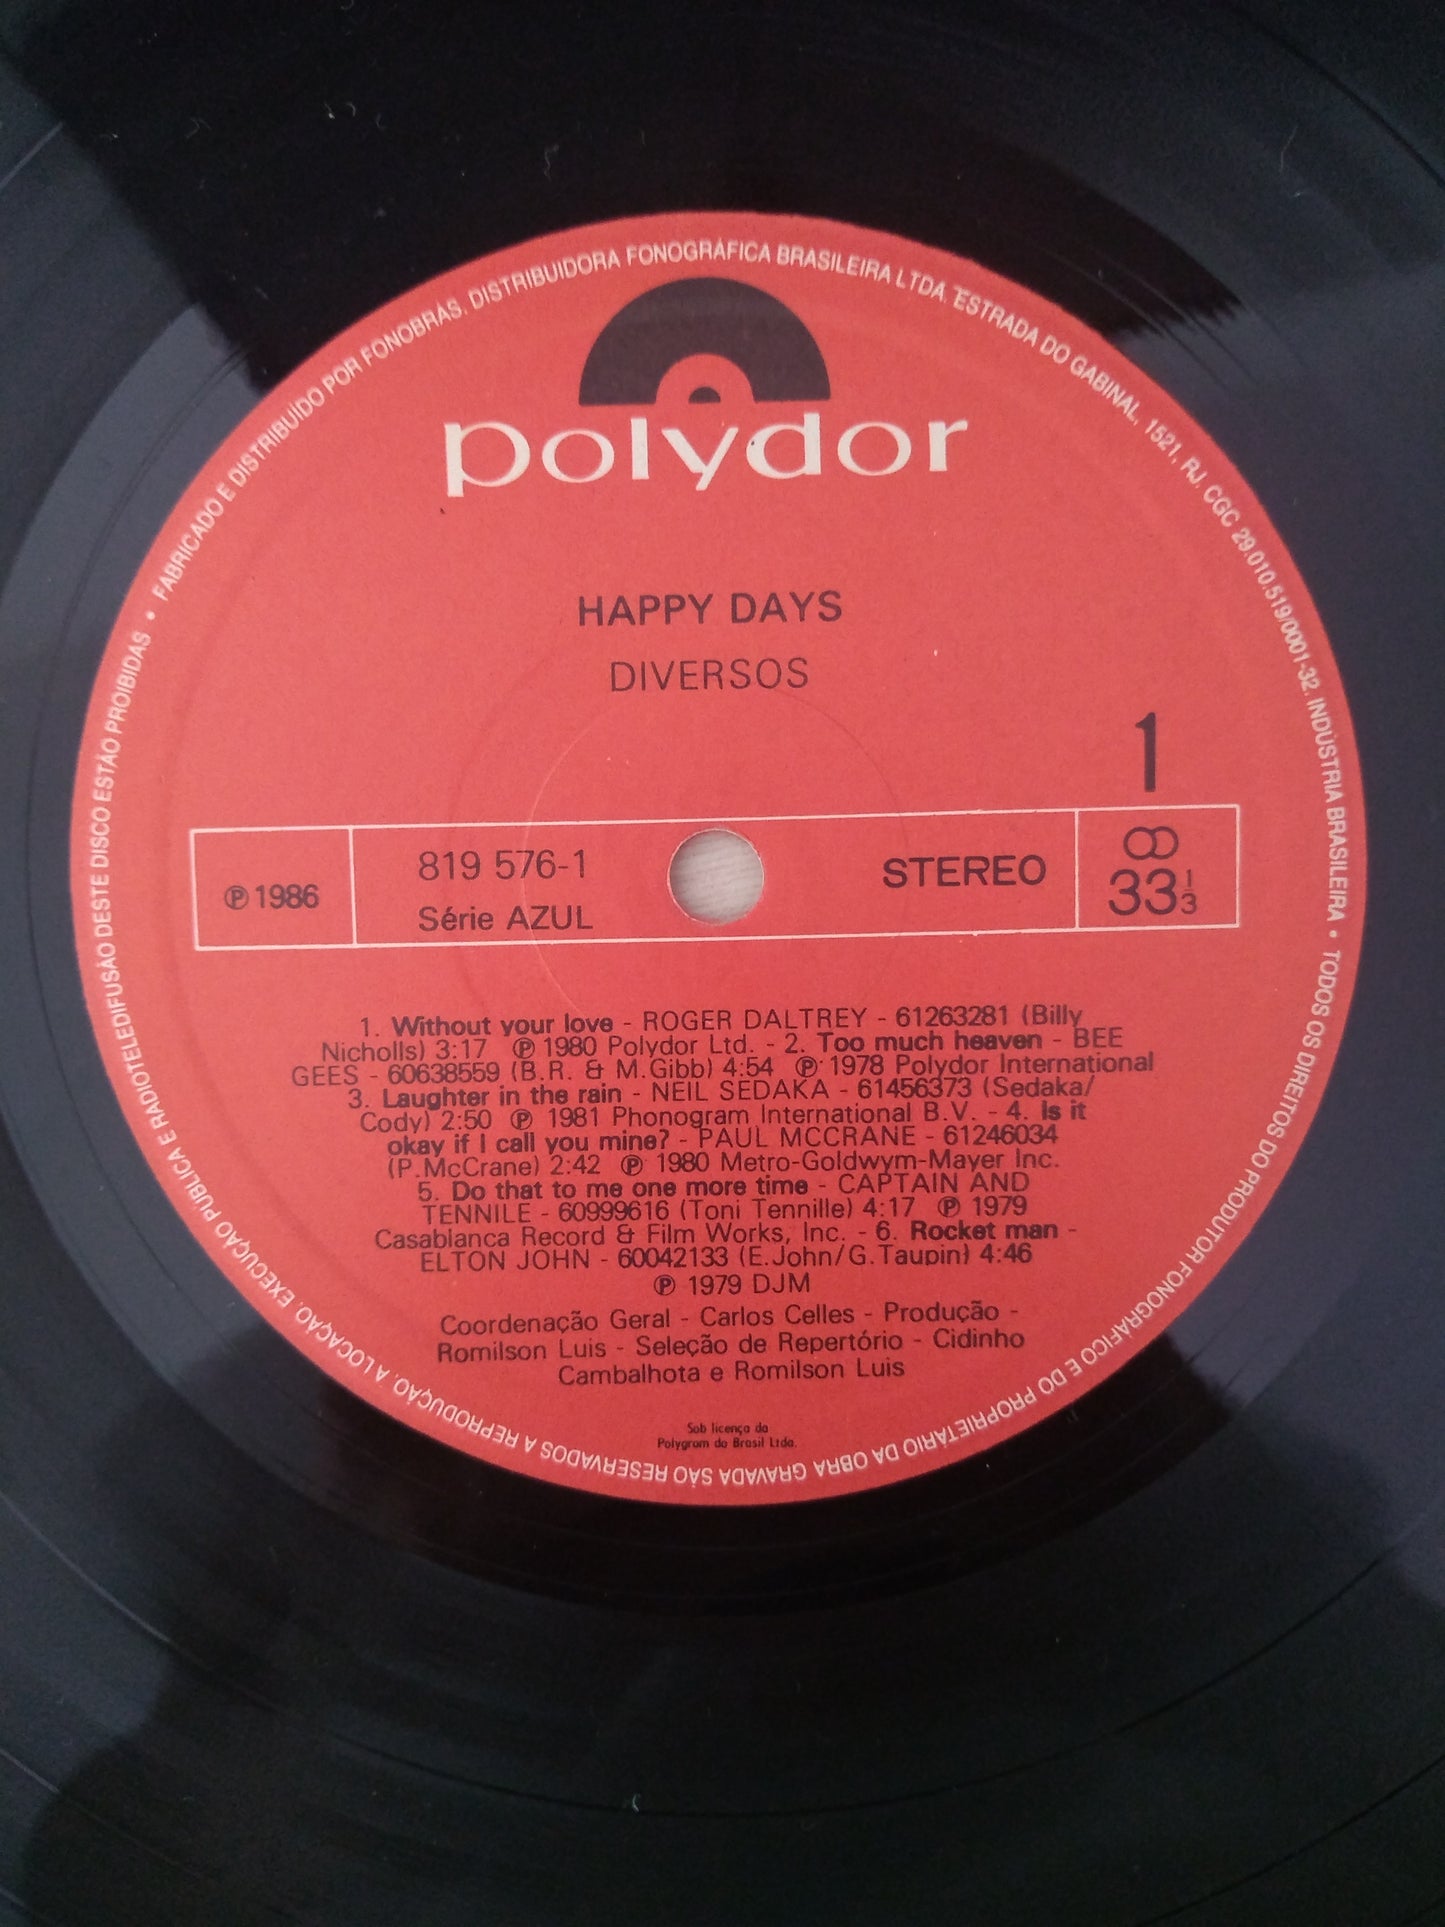 polydor
HAPPY DAYS
DIVERSOS
1
℗ 1986
819 576-1
Série AZUL
STEREO
33 1/3
1. Without your love - ROGER DALTREY - 61263281 (Billy
Nicholls) 3:17 ℗ 1980 Polydor Ltd. - 2. Too much heaven - BEE
GEES - 60638559 (B.R. & M.Gibb) 4:54 ℗ 1978 Polydor International
3. Laughter in the rain - NEIL SEDAKA - 61456373 (Sedaka/
Cody) 2:50 ℗ 1981 Phonogram International B.V. - 4. Is it
okay if I call you mine? - PAUL MCCRANE - 61246034
(P.McCrane) 2:42 ℗ 1980 Metro-Goldwym-Mayer Inc.
5. Do that to me one more time - CAPTAIN AND
TENNILE - 60999616 (Toni Tennille) 4:17 ℗ 1979
Casablanca Record & Film Works, Inc. - 6. Rocket man -
ELTON JOHN - 60042133 (E.John/G.Taupin) 4:46
℗ 1979 DJM
Coordenação Geral - Carlos Celles - Produção -
Romilson Luis - Seleção de Repertório - Cidinho
Cambalhota e Romilson Luis
Sob licença da
Polygram do Brasil Ltda.
• FABRICADO E DISTRIBUÍDO POR FONOBRÁS. DISTRIBUIDORA FONOGRÁFICA BRASILEIRA LTDA. ESTRADA DO GABINAL, 1521, RJ. CGC 29.010.519/0001-32. INDÚSTRIA BRASILEIRA • TODOS OS DIREITOS DO PRODUTOR FONOGRÁFICO E DO PROPRIETÁRIO DA OBRA GRAVADA SÃO RESERVADOS A REPRODUÇÃO. A LOCAÇÃO. EXECUÇÃO PÚBLICA E RADIOTELEDIFUSÃO DESTE DISCO ESTÃO PROIBIDAS